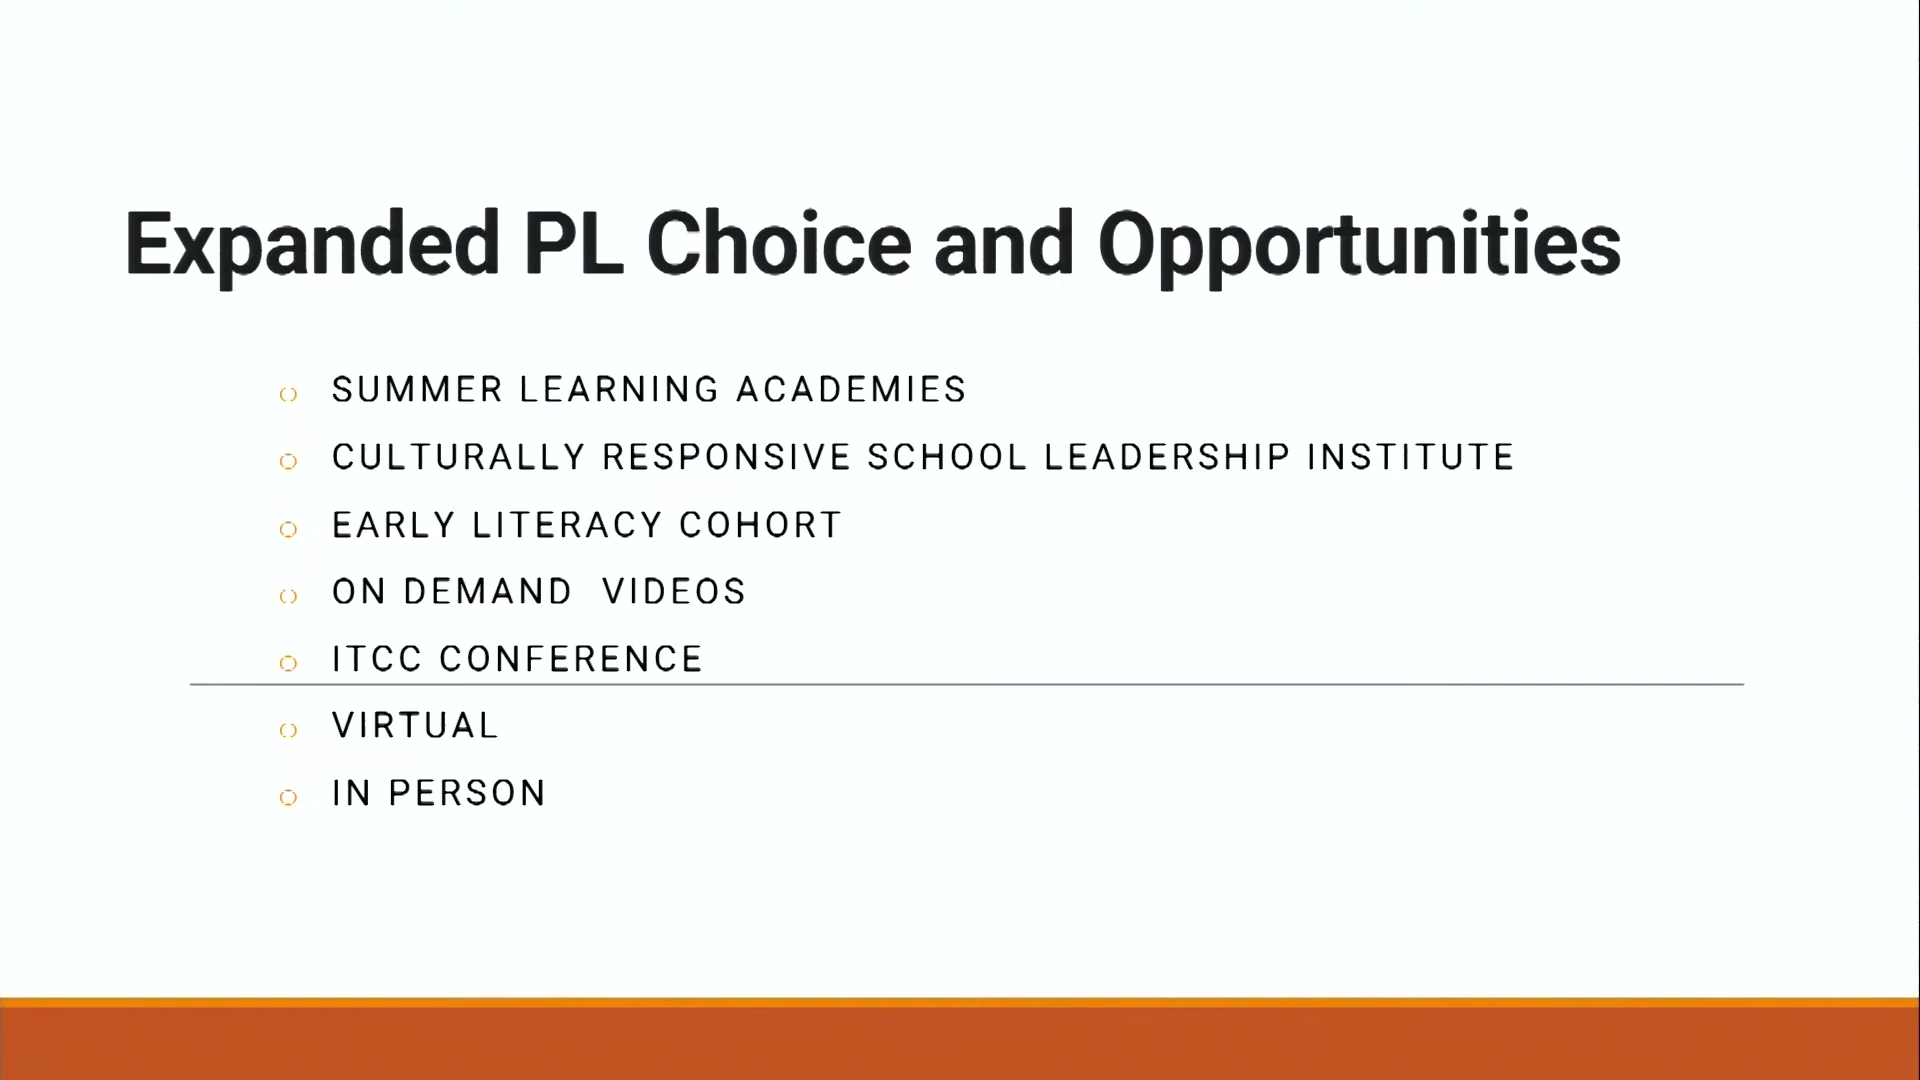 Expanded PL Choice and Opportunities
SUMMER LEARNING ACADEMIES
CULTURALLY RESPONSIVE SCHOOL LEADERSHIP INSTITUTE
EARLY LITERACY COHORT
ON DEMAND  VIDEOS
ITCC CONFERENCE
VIRTUAL
IN PERSON